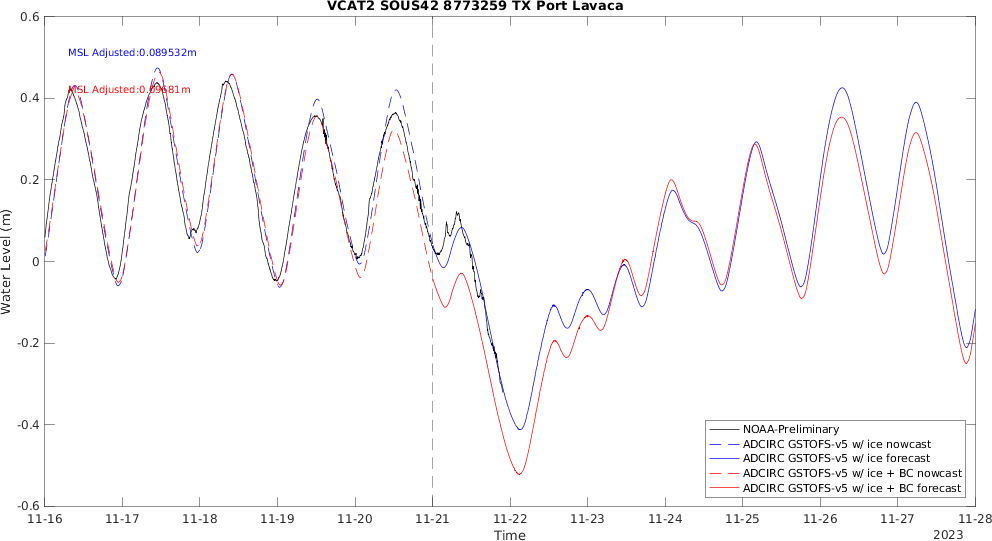 VCAT2 SOUS42 8773259 TX Port Lavaca
0.6
0.4
0.2
0
-0.2
-0.4
-0.6
Water Level (m)
MSL Adjusted:0.089532m
MSL Adjusted:0.09681m
NOAA-Preliminary
ADCIRC GSTOFS-v5 w/ ice nowcast
ADCIRC GSTOFS-v5 w/ ice forecast
ADCIRC GSTOFS-v5 w/ ice + BC nowcast
ADCIRC GSTOFS-v5 w/ ice + BC forecast
11-16 11-17 11-18 11-19 11-20 11-21 11-22 11-23 11-24 11-25 11-26 11-27 11-28
Time
2023